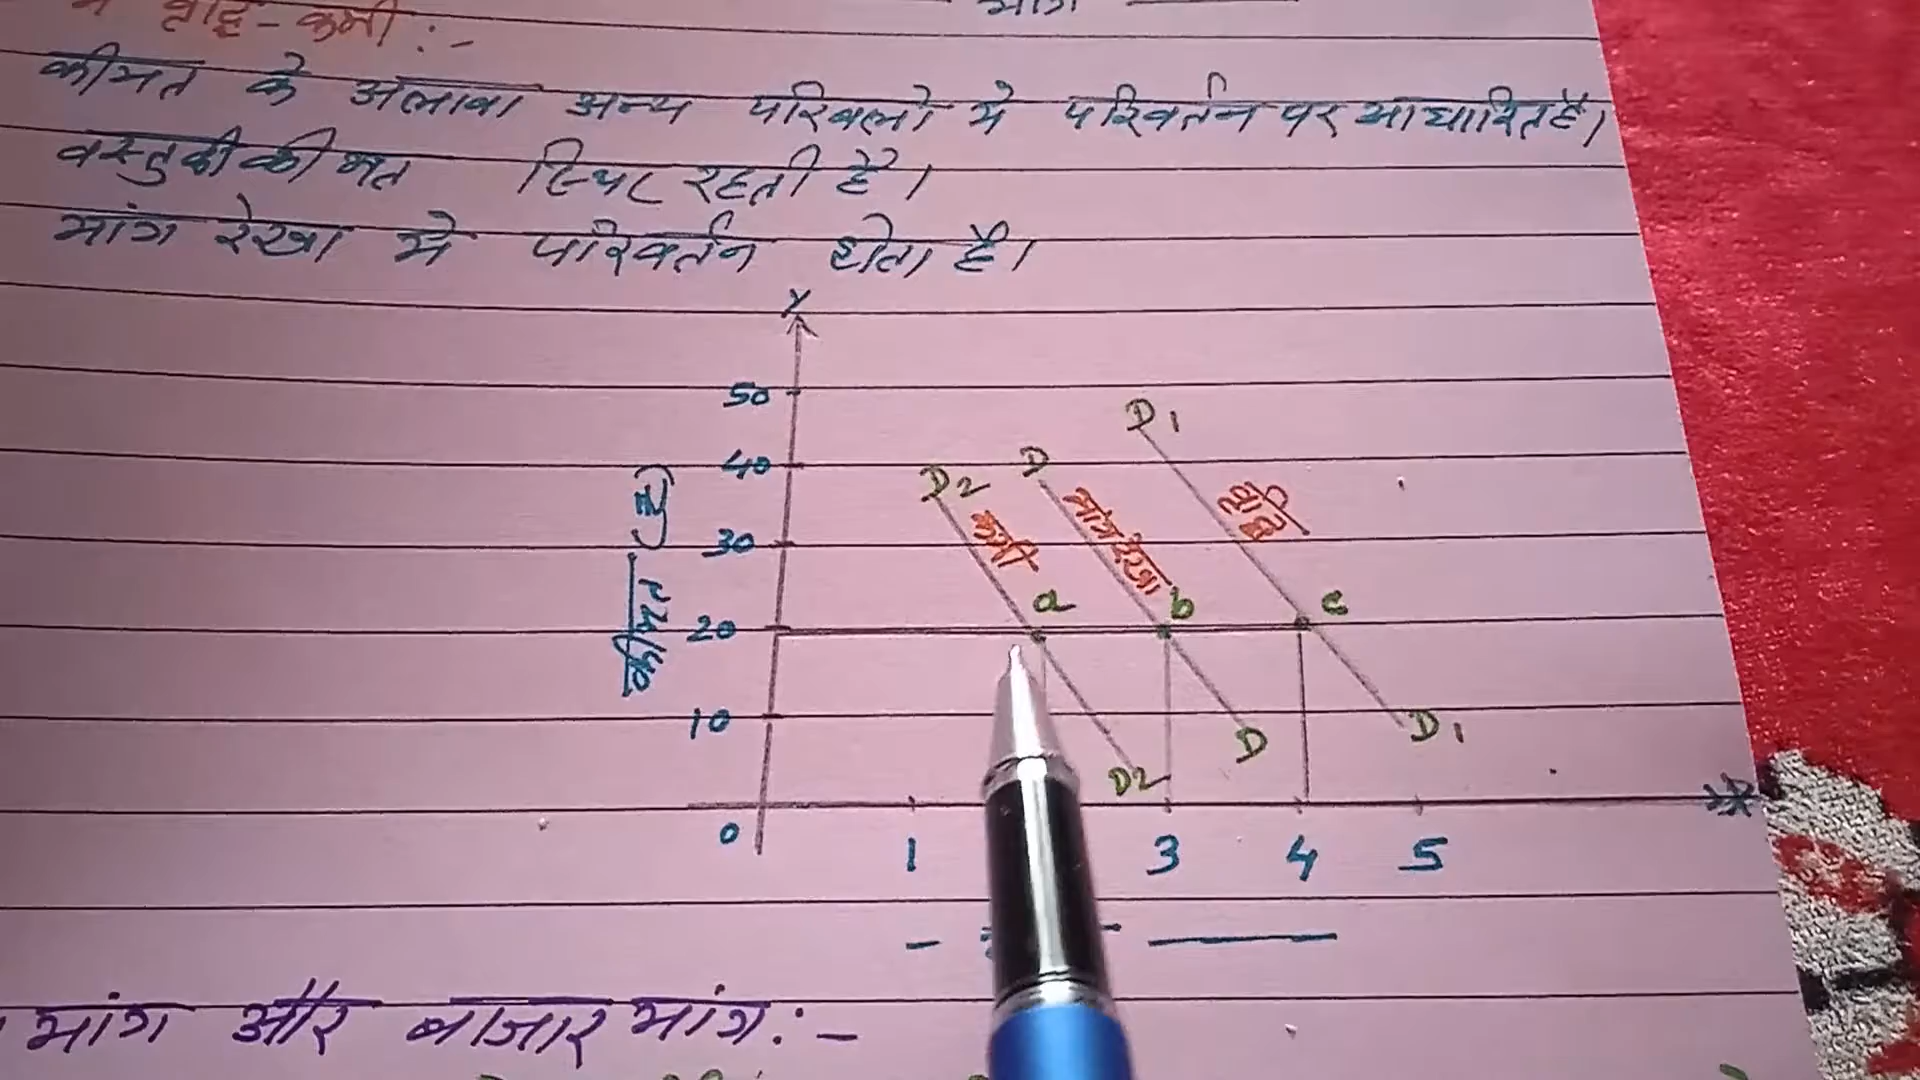 में वृद्धि-कमी:-
मांग
कीमत के अलावा अन्य परिबलो मे परिवर्तन पर आधारित है।
वस्तु की कीमत स्थिर रहती है।
मांग रेखा मे परिवर्तन होता है।
Y
50
40
30
20
10
0
कीमत (रु)
D1
D
D2
कमी
मांग रेखा
वृद्धि
a
b
c
D1
D
D2
X
1
3
4
5
मांग और बाजार मांग:-